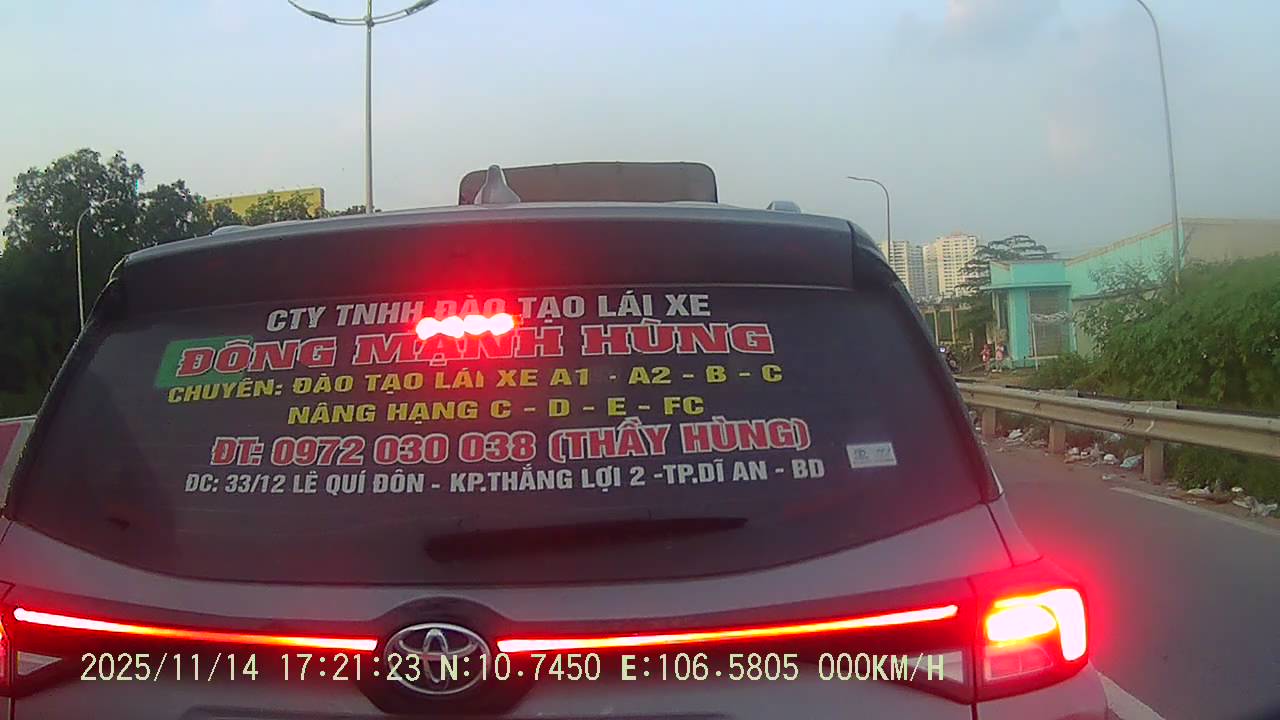 CTY TNHH ĐÀO TẠO LÁI XE
ĐÔNG MẠNH HÙNG
CHUYÊN: ĐÀO TẠO LÁI XE A1 - A2 - B - C
NÂNG HẠNG C - D - E - FC
ĐT: 0972 030 038 (THẦY HÙNG)
ĐC: 33/12 LÊ QUÍ ĐÔN - KP.THẮNG LỢI 2 -TP.DĨ AN - BD
2025/11/14 17:21:23 N:10.7450 E:106.5805 000KM/H